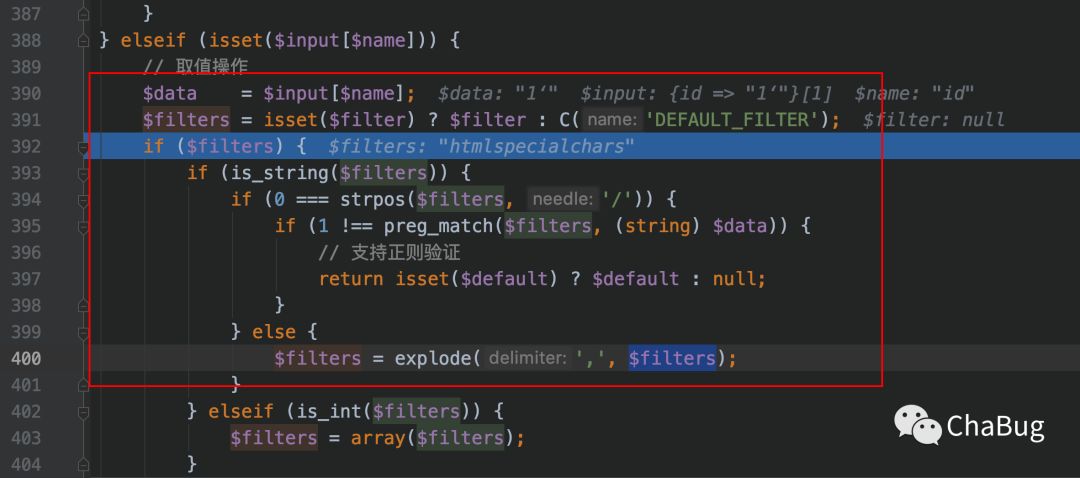 387 }
388 } elseif (isset($input[$name])) {
389 // 取值操作
390 $data = $input[$name]; $data: "1‘" $input: {id => "1‘"}[1] $name: "id"
391 $filters = isset($filter) ? $filter : C( name: 'DEFAULT_FILTER'); $filter: null
392 if ($filters) { $filters: "htmlspecialchars"
393 if (is_string($filters)) {
394 if (0 === strpos($filters, needle: '/')) {
395 if (1 !== preg_match($filters, (string) $data)) {
396 // 支持正则验证
397 return isset($default) ? $default : null;
398 }
399 } else {
400 $filters = explode( delimiter: ',', $filters);
401 }
402 } elseif (is_int($filters)) {
403 $filters = array($filters);
404 }
ChaBug